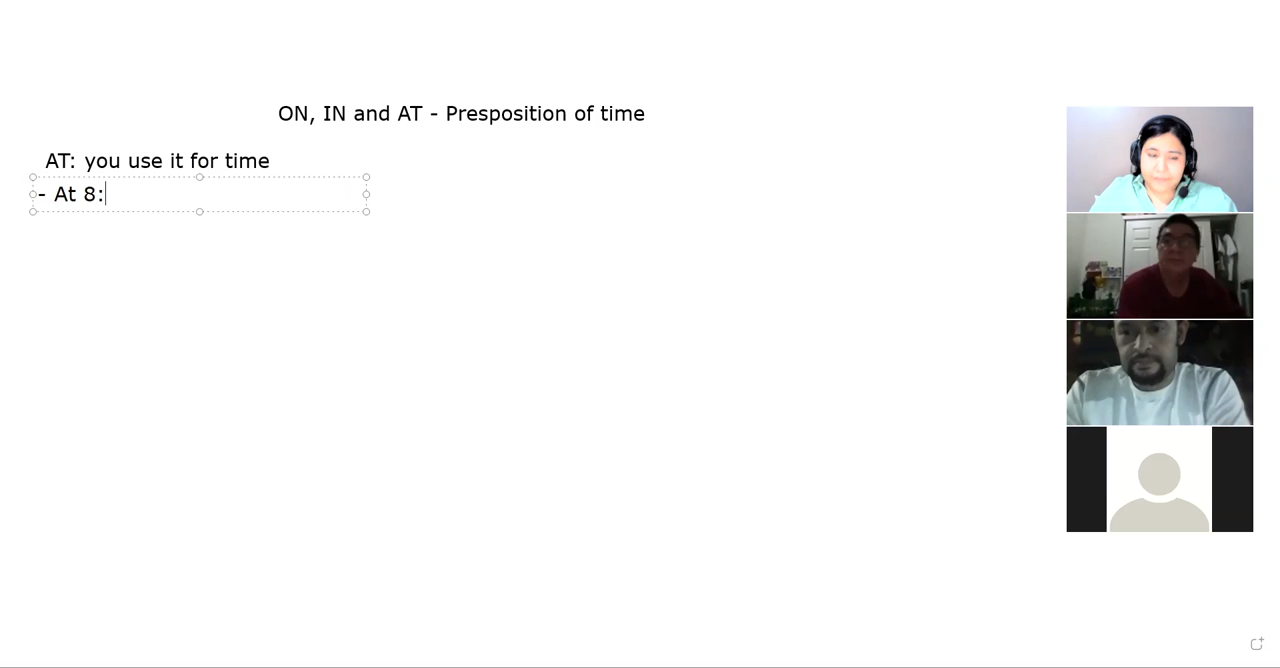 ON, IN and AT - Presposition of time
AT: you use it for time
- At 8: